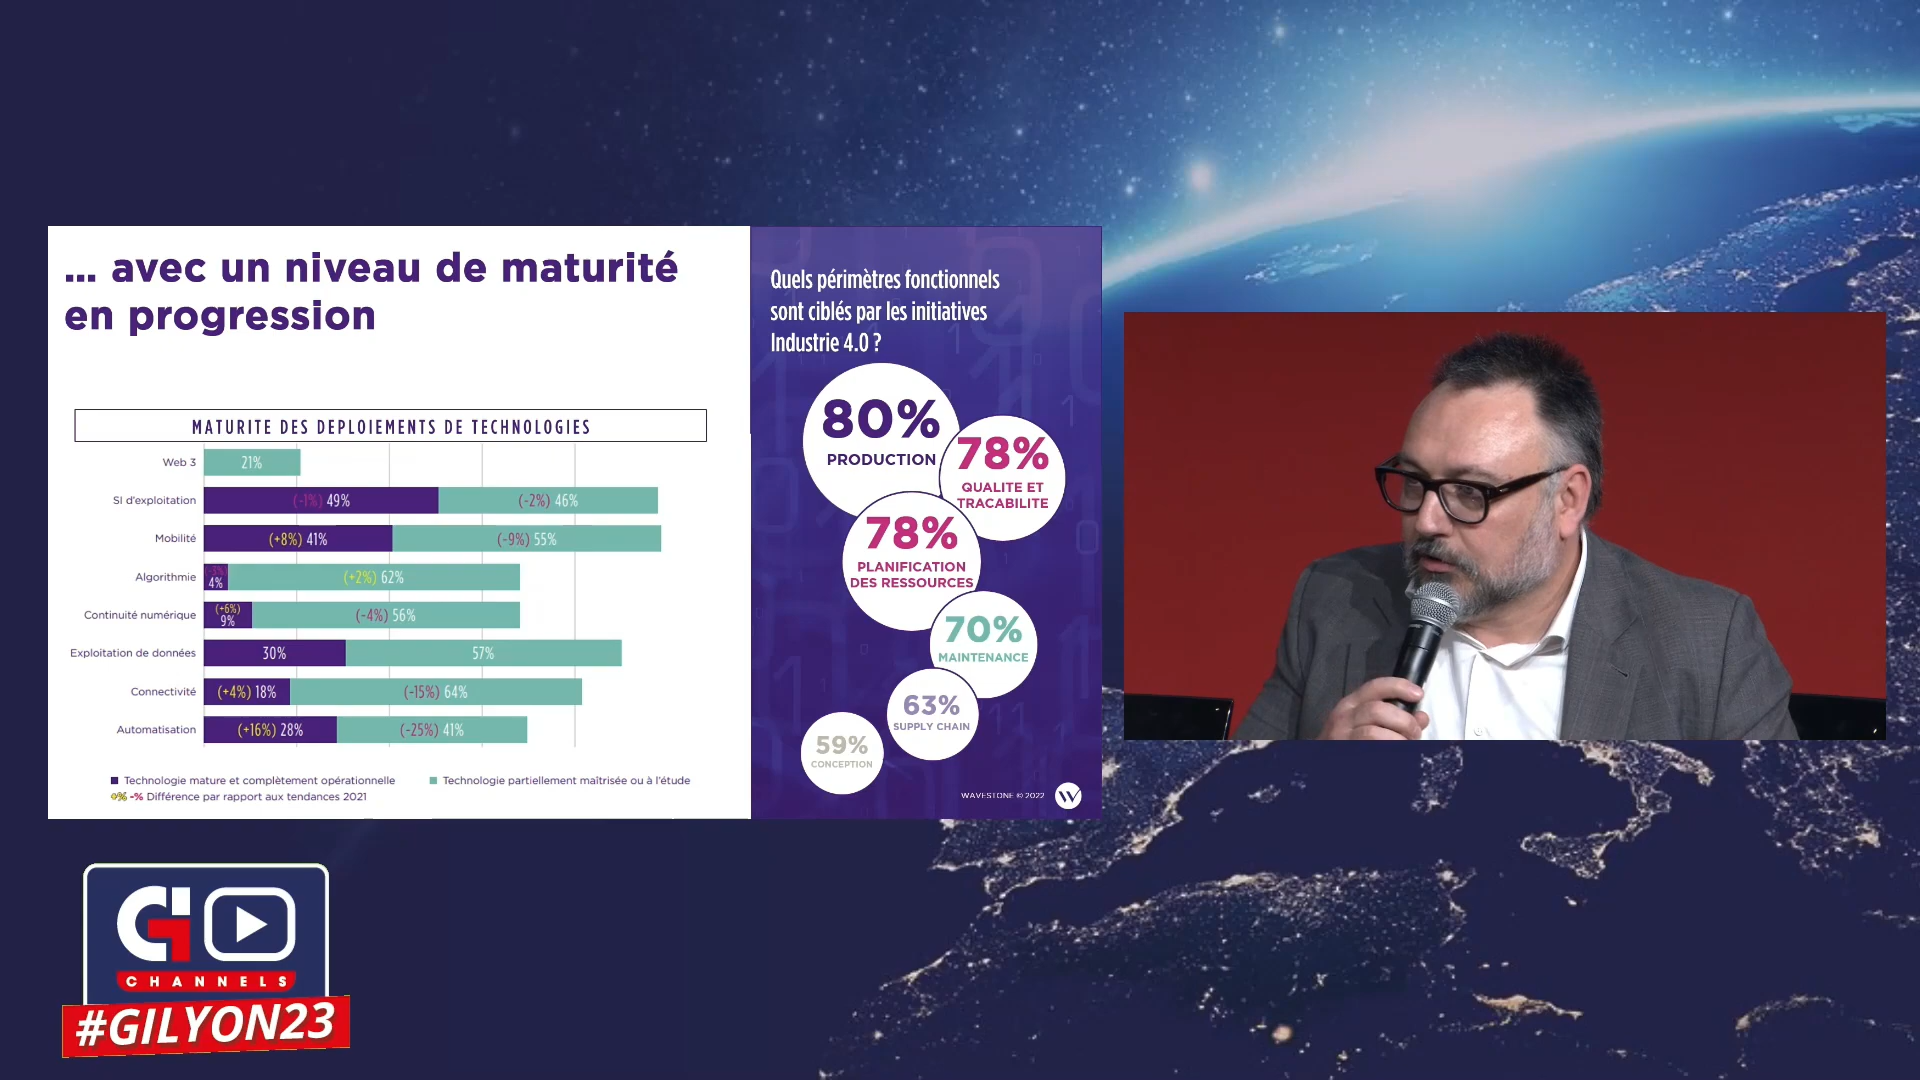 ... avec un niveau de maturité
en progression
MATURITE DES DEPLOIEMENTS DE TECHNOLOGIES
Web 3 21%
SI d'exploitation (-1%) 49% (-2%) 46%
Mobilité (+8%) 41% (-9%) 55%
Algorithmie 4% (+2%) 62%
Continuité numérique (+6%) 9% (-4%) 56%
Exploitation de données 30% 57%
Connectivité (+4%) 18% (-15%) 64%
Automatisation (+16%) 28% (-25%) 41%
Technologie mature et complètement opérationnelle
Technologie partiellement maîtrisée ou à l'étude
+% -% Différence par rapport aux tendances 2021
Quels périmètres fonctionnels
sont ciblés par les initiatives
Industrie 4.0 ?
80%
PRODUCTION
78%
QUALITE ET
TRACABILITE
78%
PLANIFICATION
DES RESSOURCES
70%
MAINTENANCE
63%
SUPPLY CHAIN
59%
CONCEPTION
WAVESTONE © 2022
W
GI
CHANNELS
#GILYON23